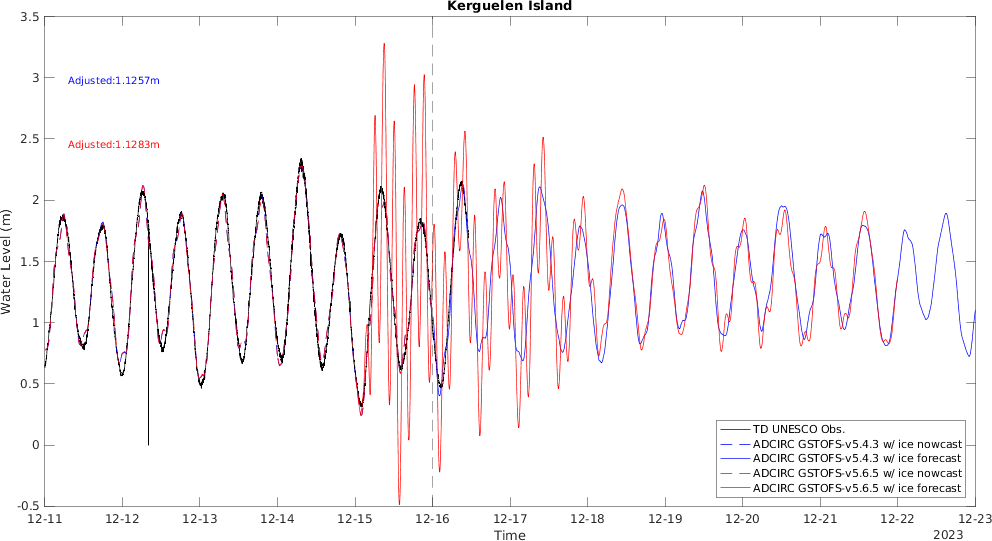 Kerguelen Island
3.5
3
2.5
2
1.5
1
0.5
0
-0.5
Water Level (m)
Adjusted:1.1257m
Adjusted:1.1283m
TD UNESCO Obs.
ADCIRC GSTOFS-v5.4.3 w/ ice nowcast
ADCIRC GSTOFS-v5.4.3 w/ ice forecast
ADCIRC GSTOFS-v5.6.5 w/ ice nowcast
ADCIRC GSTOFS-v5.6.5 w/ ice forecast
12-11 12-12 12-13 12-14 12-15 12-16 12-17 12-18 12-19 12-20 12-21 12-22 12-23
Time
2023